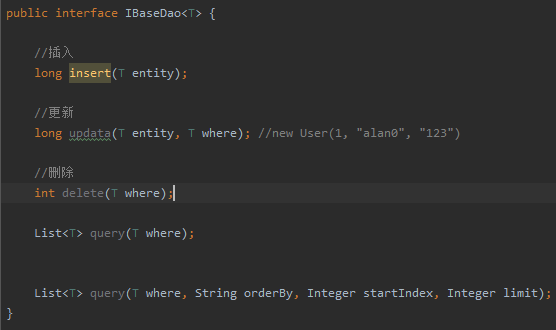 public interface IBaseDao<T> {
//插入
long insert(T entity);
//更新
long updata(T entity, T where); //new User(1, "alan0", "123")
//删除
int delete(T where);
List<T> query(T where);
List<T> query(T where, String orderBy, Integer startIndex, Integer limit);
}